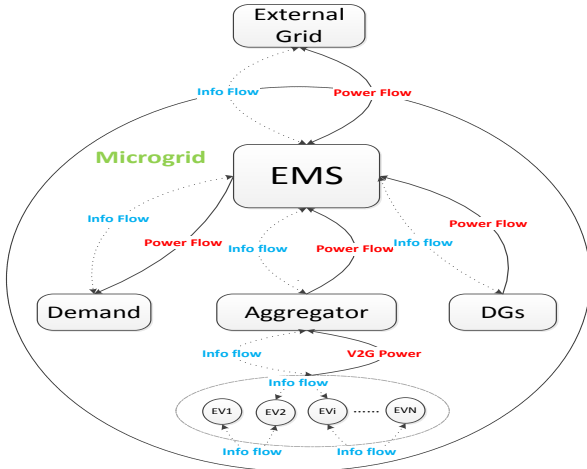 External
Grid
Info Flow
Power Flow
Microgrid
EMS
Info Flow
Power Flow
Info flow
Power Flow
Info flow
Power Flow
Demand
Aggregator
DGs
Info flow
V2G Power
Info flow
EV1
EV2
EVi
......
EVN
Info flow
Info flow